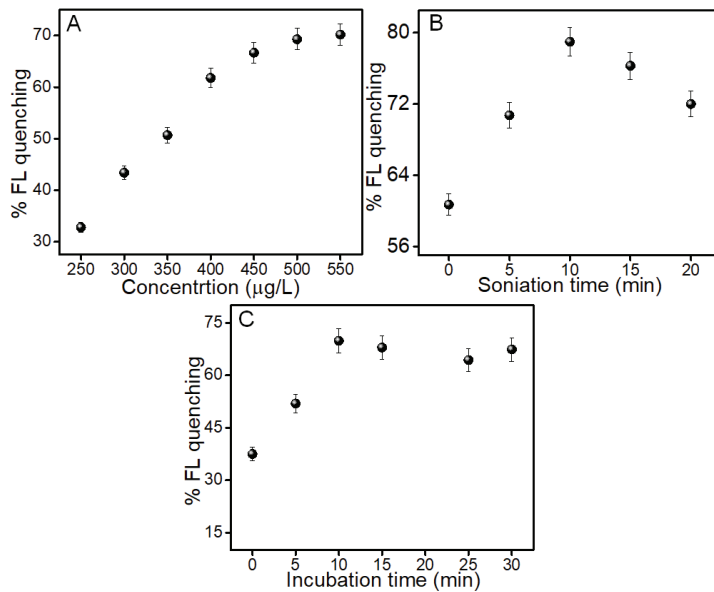 A
% FL quenching
70
60
50
40
30
250 300 350 400 450 500 550
Concentrtion (μg/L)
B
% FL quenching
80
72
64
56
0 5 10 15 20
Soniation time (min)
C
% FL quenching
75
60
45
30
15
0 5 10 15 20 25 30
Incubation time (min)